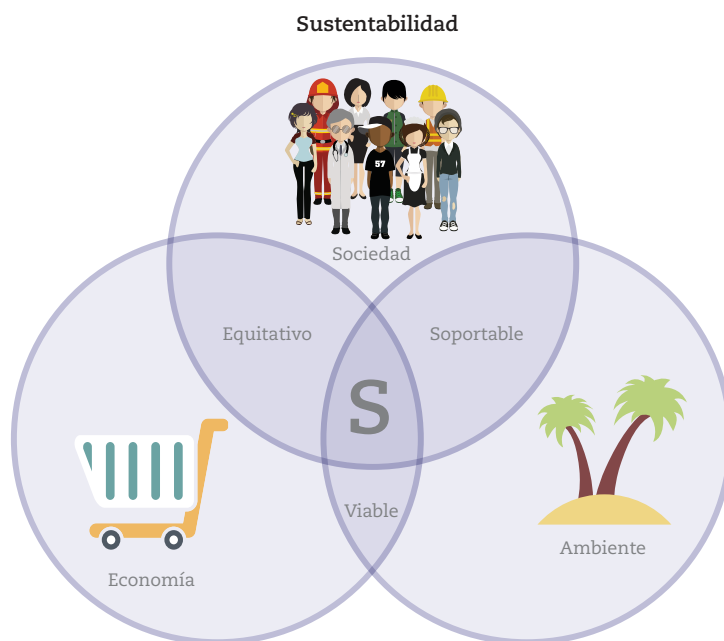 Sustentabilidad
57
Sociedad
Equitativo
Soportable
S
Viable
Ambiente
Economía